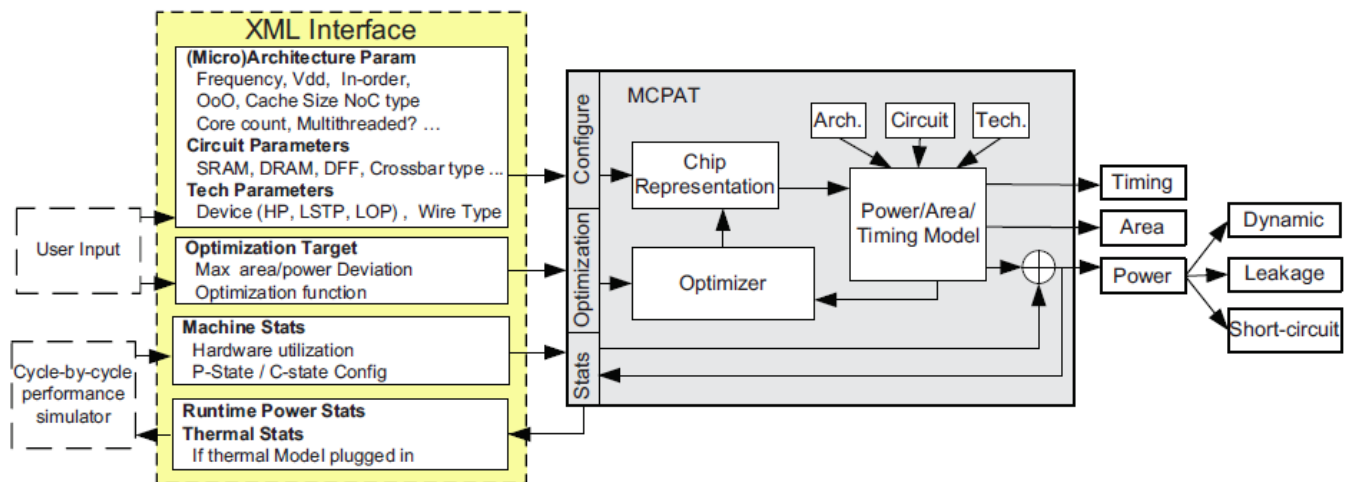 XML Interface
(Micro)Architecture Param
Frequency, Vdd, In-order,
OoO, Cache Size NoC type
Core count, Multithreaded? ...
Circuit Parameters
SRAM, DRAM, DFF, Crossbar type ...
Tech Parameters
Device (HP, LSTP, LOP) , Wire Type
User Input
Optimization Target
Max area/power Deviation
Optimization function
Machine Stats
Hardware utilization
P-State / C-state Config
Cycle-by-cycle
performance
simulator
Runtime Power Stats
Thermal Stats
If thermal Model plugged in
Configure
Optimization
Stats
MCPAT
Arch.
Circuit
Tech.
Chip
Representation
Power/Area/
Timing Model
Optimizer
Timing
Area
Power
Dynamic
Leakage
Short-circuit